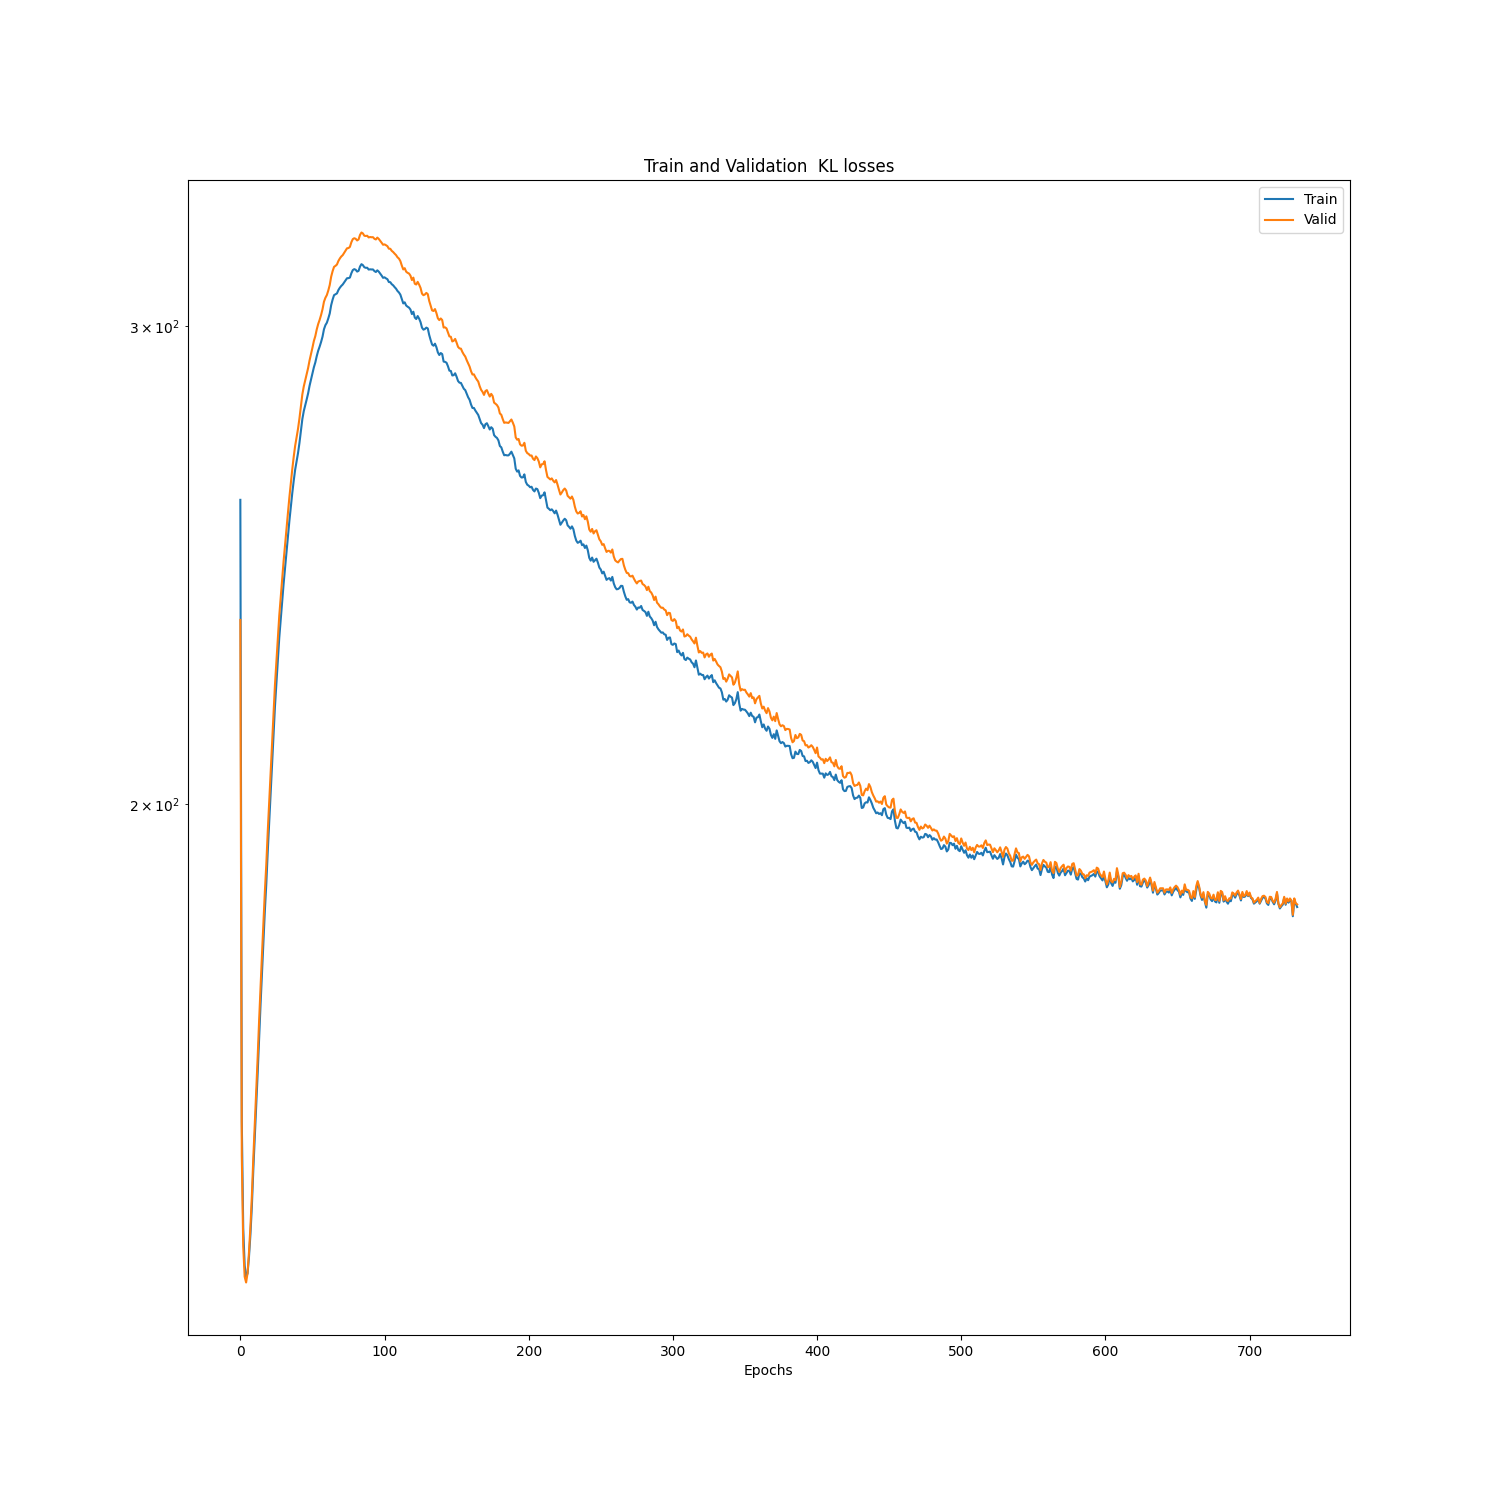 Train and Validation  KL losses
Train
Valid
3 × 10²
2 × 10²
0 100 200 300 400 500 600 700
Epochs